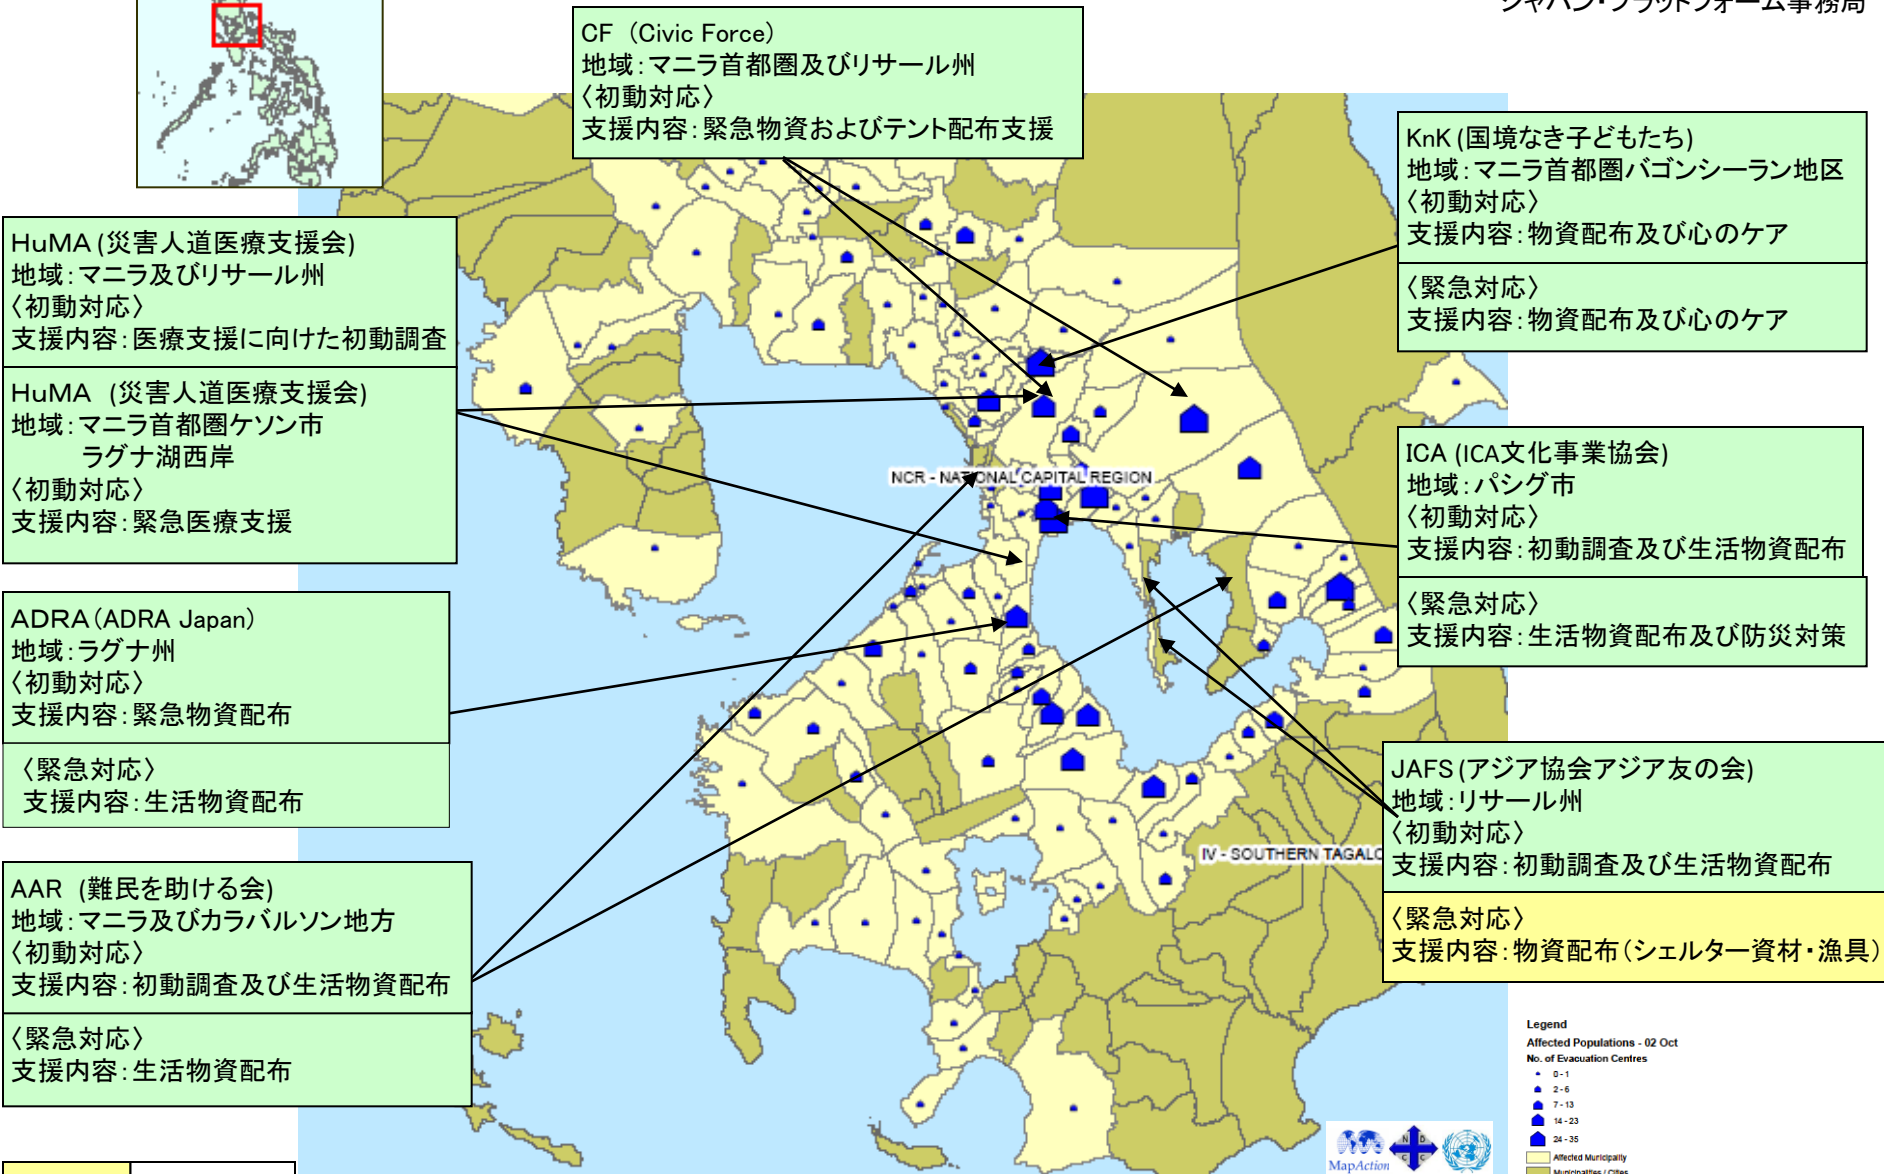 ジャパン・プラットフォーム事務局
CF （Civic Force）
地域：マニラ首都圏及びリサール州
〈初動対応〉
支援内容：緊急物資およびテント配布支援
KnK (国境なき子どもたち)
地域：マニラ首都圏バゴンシーラン地区
〈初動対応〉
支援内容：物資配布及び心のケア
〈緊急対応〉
支援内容：物資配布及び心のケア
HuMA (災害人道医療支援会)
地域：マニラ及びリサール州
〈初動対応〉
支援内容：医療支援に向けた初動調査
HuMA (災害人道医療支援会)
地域：マニラ首都圏ケソン市
ラグナ湖西岸
〈初動対応〉
支援内容：緊急医療支援
ICA (ICA文化事業協会)
地域：パシグ市
〈初動対応〉
支援内容：初動調査及び生活物資配布
〈緊急対応〉
支援内容：生活物資配布及び防災対策
NCR - NATIONAL CAPITAL REGION
ADRA（ADRA Japan）
地域：ラグナ州
〈初動対応〉
支援内容：緊急物資配布
〈緊急対応〉
支援内容：生活物資配布
JAFS (アジア協会アジア友の会)
地域：リサール州
〈初動対応〉
支援内容：初動調査及び生活物資配布
〈緊急対応〉
支援内容：物資配布（シェルター資材・漁具）
IV - SOUTHERN TAGALO
AAR (難民を助ける会)
地域：マニラ及びカラバルソン地方
〈初動対応〉
支援内容：初動調査及び生活物資配布
〈緊急対応〉
支援内容：生活物資配布
Legend
Affected Populations - 02 Oct
No. of Evacuation Centres
0 - 1
2 - 6
7 - 13
14 - 23
24 - 35
Affected Municipality
Municipalities / Cities
MapAction
N D
C C